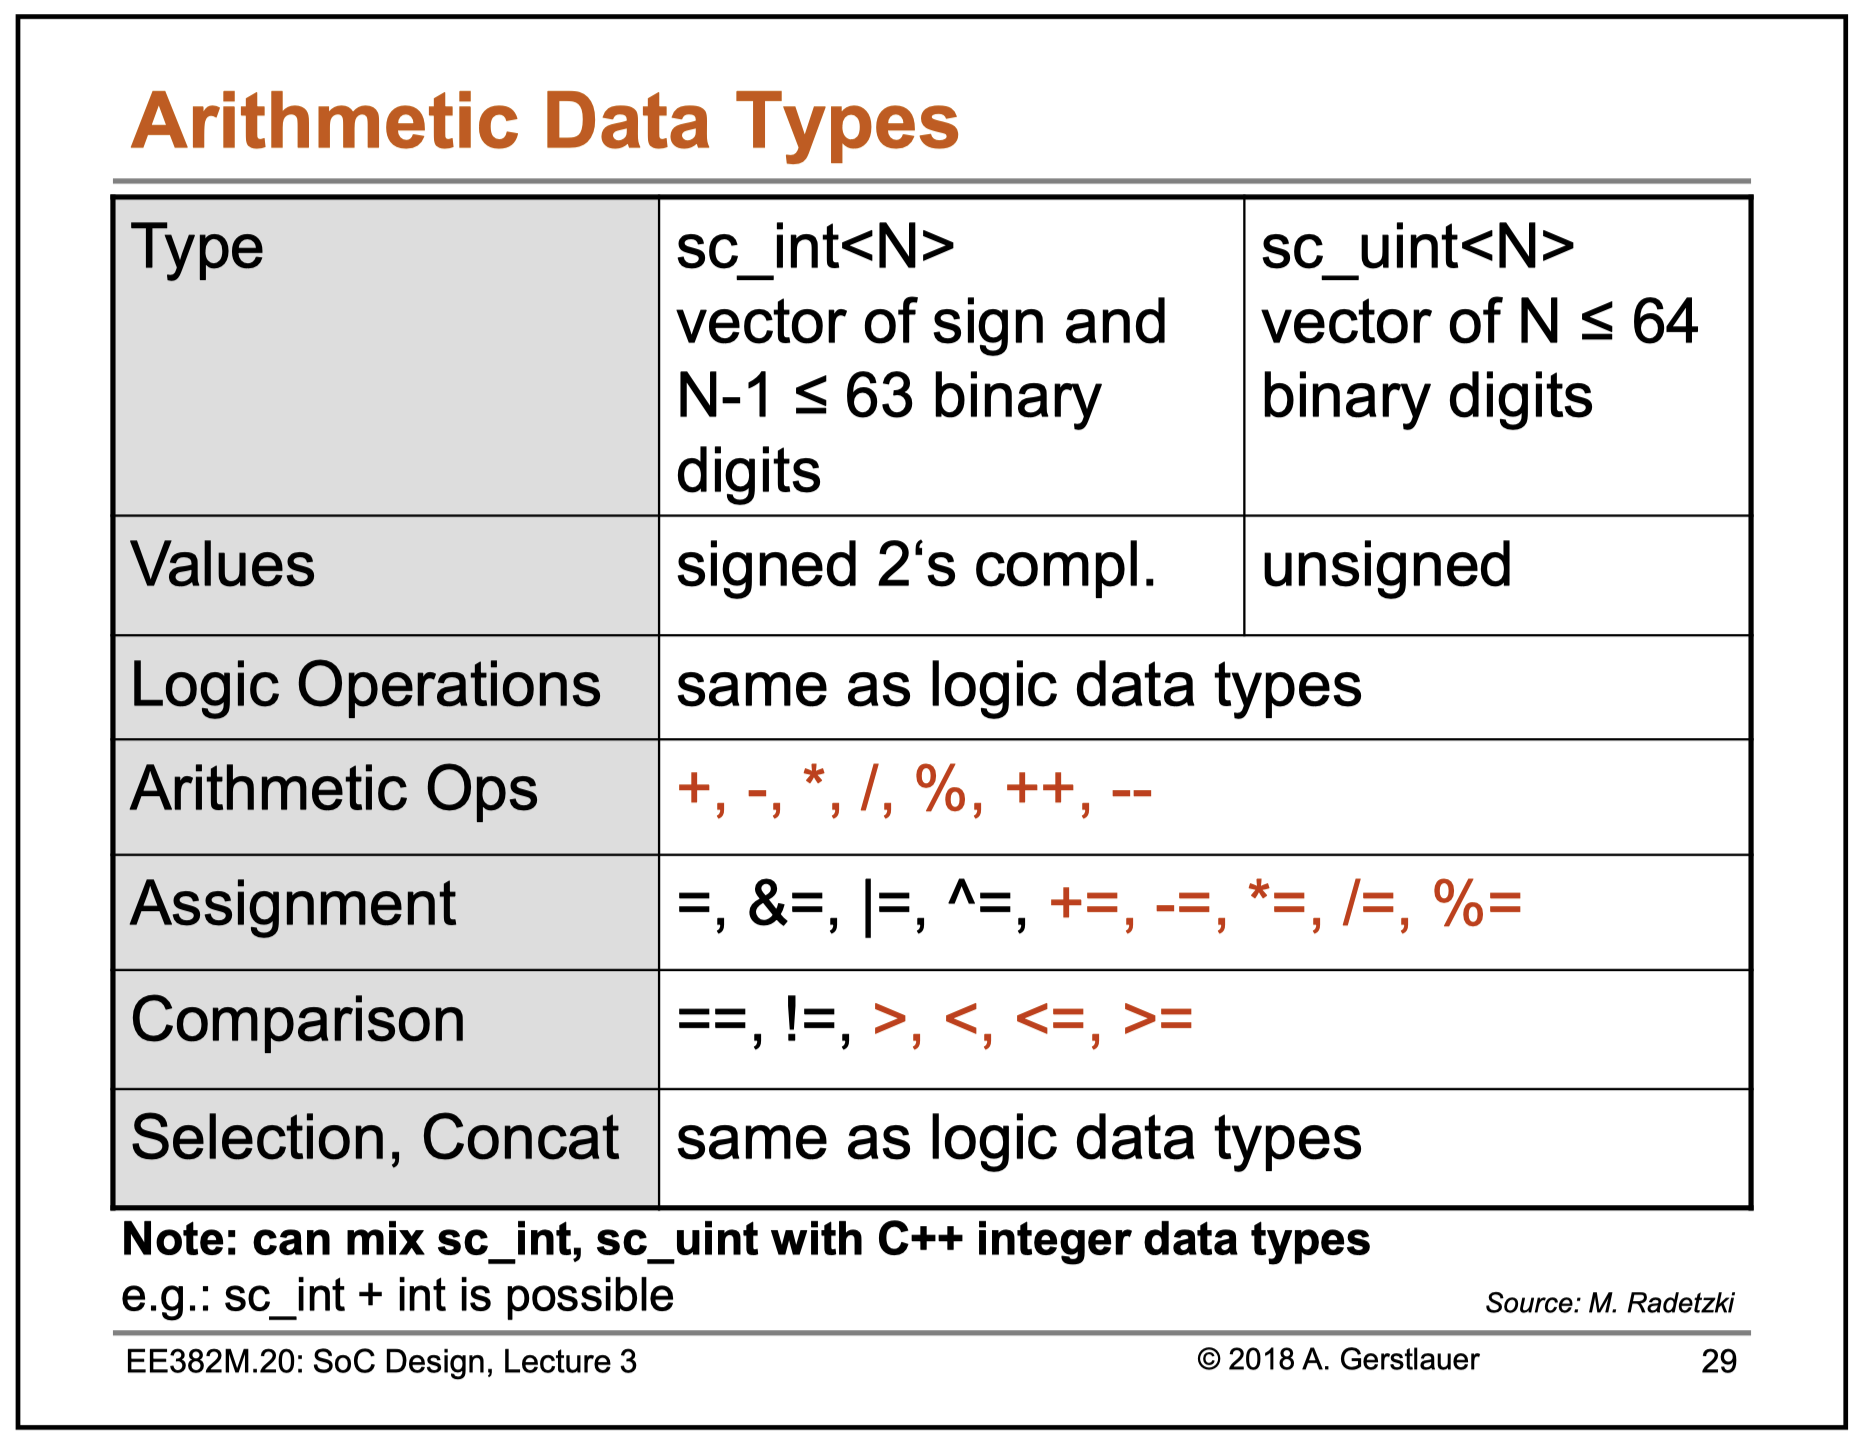 Arithmetic Data Types
Type
sc_int<N>
vector of sign and
N-1 ≤ 63 binary
digits
sc_uint<N>
vector of N ≤ 64
binary digits
Values
signed 2‘s compl.
unsigned
Logic Operations
same as logic data types
Arithmetic Ops
+, -, *, /, %, ++, --
Assignment
=, &=, |=, ^=, +=, -=, *=, /=, %=
Comparison
==, !=, >, <, <=, >=
Selection, Concat
same as logic data types
Note: can mix sc_int, sc_uint with C++ integer data types
e.g.: sc_int + int is possible
Source: M. Radetzki
EE382M.20: SoC Design, Lecture 3
© 2018 A. Gerstlauer
29